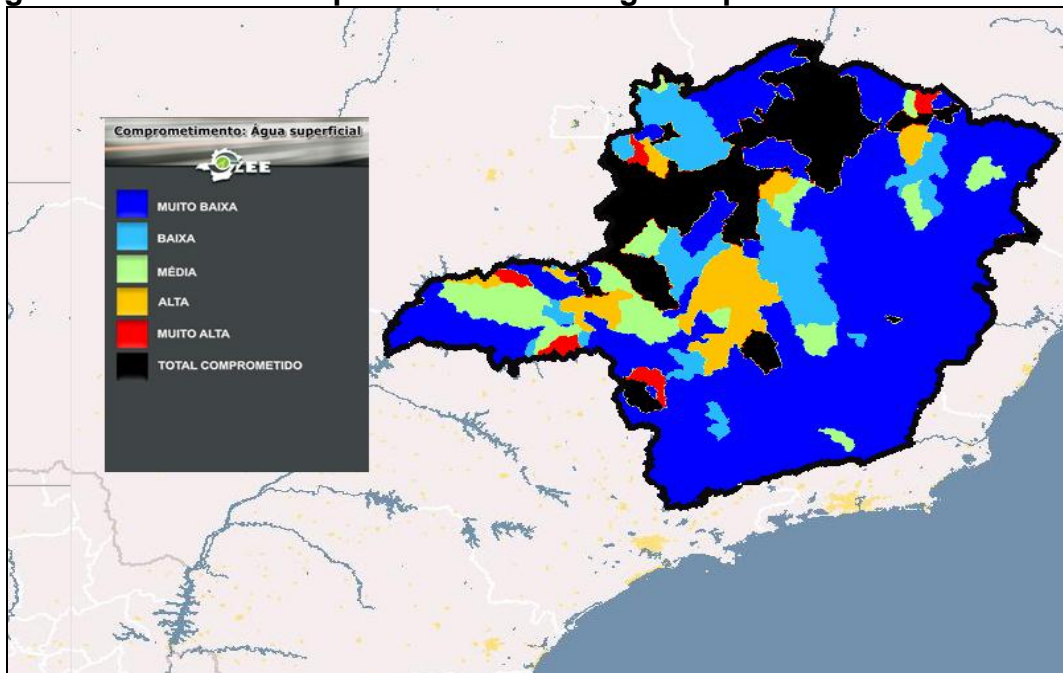 Comprometimento: Água superficial
ZEE
MUITO BAIXA
BAIXA
MÉDIA
ALTA
MUITO ALTA
TOTAL COMPROMETIDO